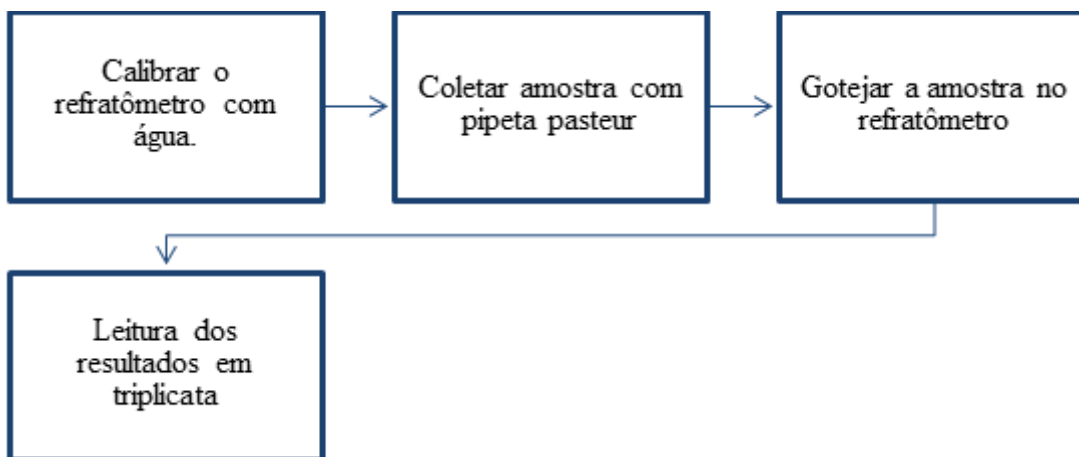 Calibrar o
refratômetro com
água.
Coletar amostra com
pipeta pasteur
Gotejar a amostra no
refratômetro
Leitura dos
resultados em
triplicata